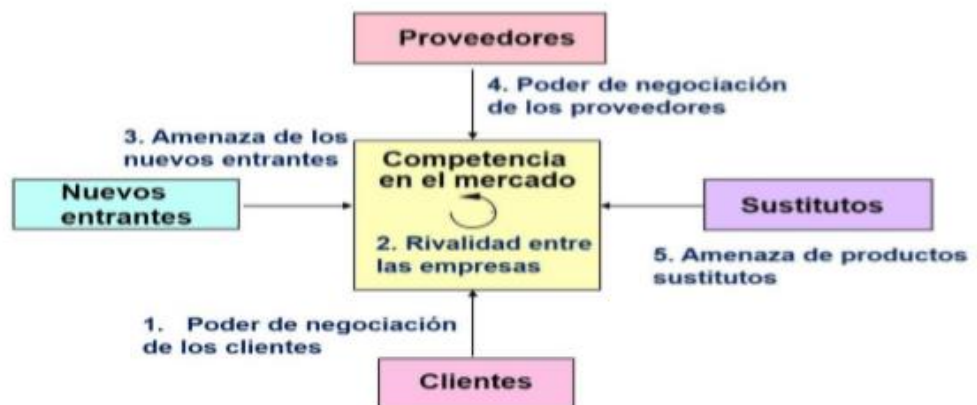 Proveedores
4. Poder de negociación
de los proveedores
3. Amenaza de los
nuevos entrantes
Competencia
en el mercado
Nuevos
entrantes
Sustitutos
2. Rivalidad entre
las empresas
5. Amenaza de productos
sustitutos
1. Poder de negociación
de los clientes
Clientes